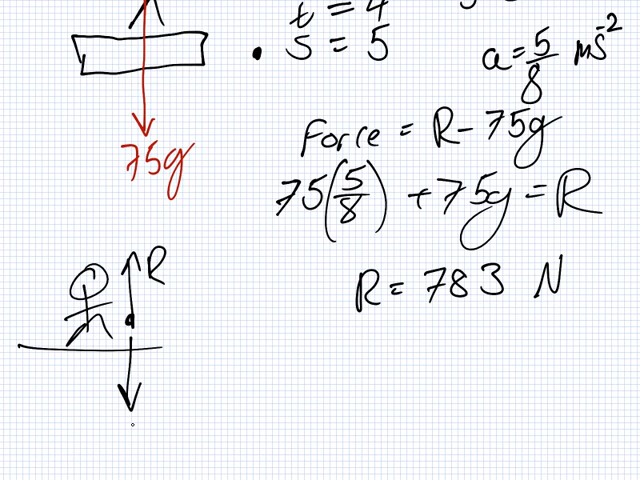 t = 4
S = 5
a = 5/8 ms⁻²
75g
Force = R - 75g
75(5/8) + 75g = R
R
R = 783 N